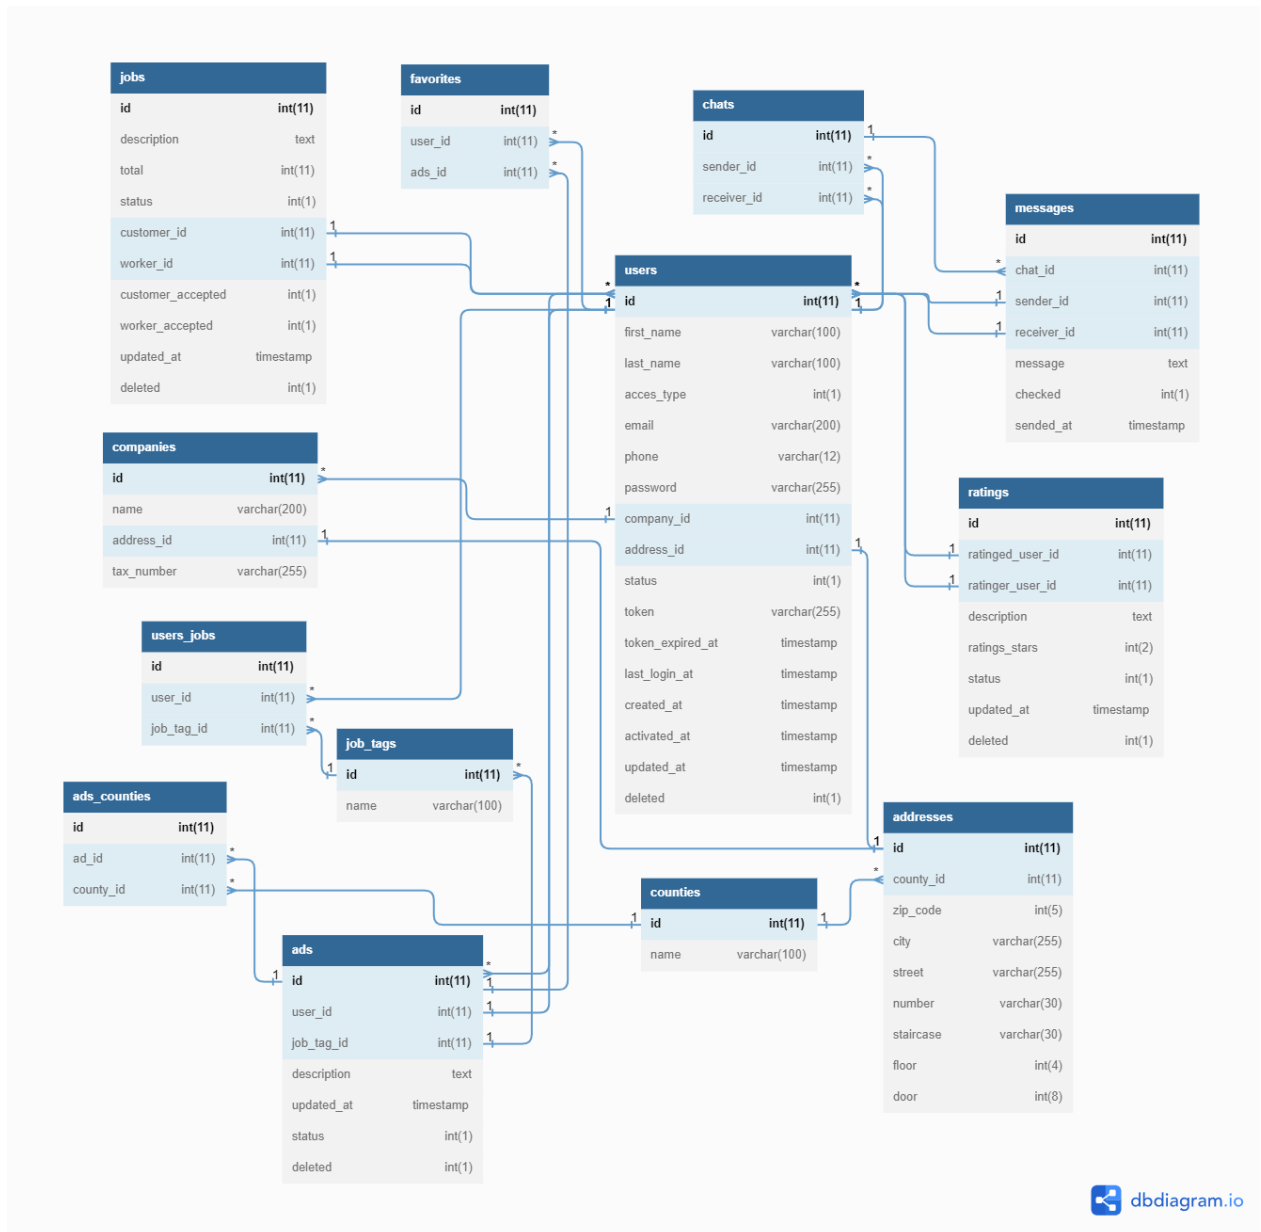 jobs
id int(11)
description text
total int(11)
status int(1)
customer_id int(11)
worker_id int(11)
customer_accepted int(1)
worker_accepted int(1)
updated_at timestamp
deleted int(1)
favorites
id int(11)
user_id int(11)
ads_id int(11)
chats
id int(11)
sender_id int(11)
receiver_id int(11)
messages
id int(11)
chat_id int(11)
sender_id int(11)
receiver_id int(11)
message text
checked int(1)
sended_at timestamp
users
id int(11)
first_name varchar(100)
last_name varchar(100)
acces_type int(1)
email varchar(200)
phone varchar(12)
password varchar(255)
company_id int(11)
address_id int(11)
status int(1)
token varchar(255)
token_expired_at timestamp
last_login_at timestamp
created_at timestamp
activated_at timestamp
updated_at timestamp
deleted int(1)
companies
id int(11)
name varchar(200)
address_id int(11)
tax_number varchar(255)
ratings
id int(11)
ratinged_user_id int(11)
ratinger_user_id int(11)
description text
ratings_stars int(2)
status int(1)
updated_at timestamp
deleted int(1)
users_jobs
id int(11)
user_id int(11)
job_tag_id int(11)
job_tags
id int(11)
name varchar(100)
ads_counties
id int(11)
ad_id int(11)
county_id int(11)
addresses
id int(11)
county_id int(11)
zip_code int(5)
city varchar(255)
street varchar(255)
number varchar(30)
staircase varchar(30)
floor int(4)
door int(8)
counties
id int(11)
name varchar(100)
ads
id int(11)
user_id int(11)
job_tag_id int(11)
description text
updated_at timestamp
status int(1)
deleted int(1)
dbdiagram.io